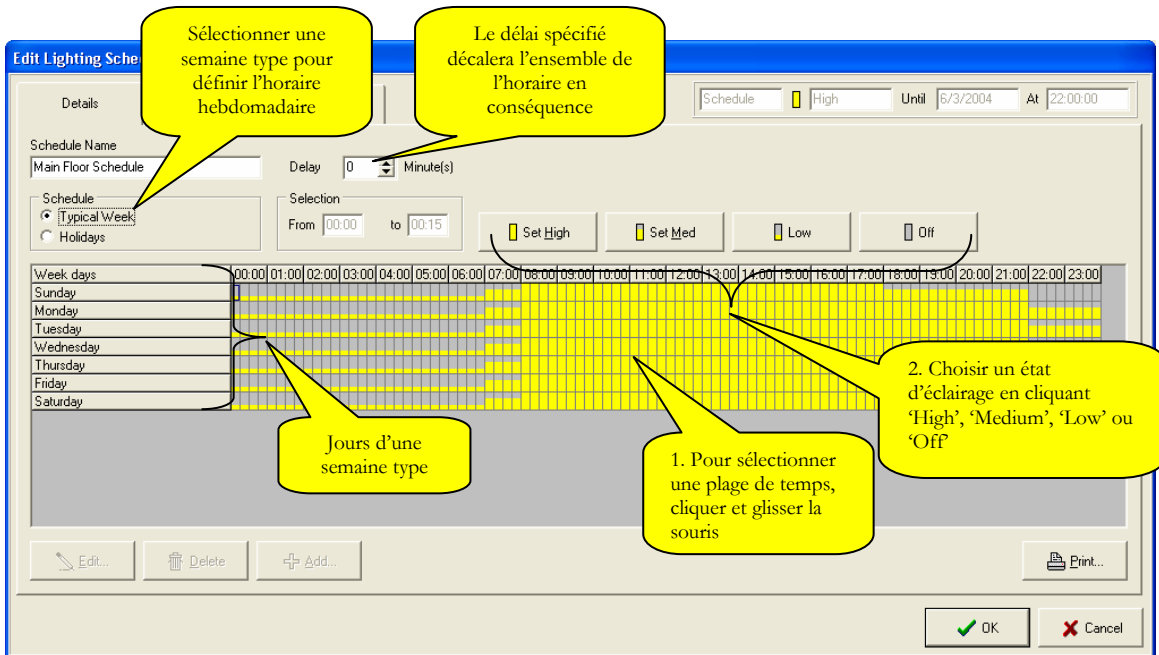 Sélectionner une
semaine type pour
définir l'horaire
hebdomadaire
Le délai spécifié
décalera l'ensemble de
l'horaire en
conséquence
Edit Lighting Sche
Details
Schedule
High
Until 6/3/2004 At 22:00:00
Schedule Name
Main Floor Schedule
Delay 0 Minute(s)
Schedule
Typical Week
Holidays
Selection
From 00:00 to 00:15
Set High
Set Med
Low
Off
Week days 00:00 01:00 02:00 03:00 04:00 05:00 06:00 07:00 08:00 09:00 10:00 11:00 12:00 13:00 14:00 15:00 16:00 17:00 18:00 19:00 20:00 21:00 22:00 23:00
Sunday
Monday
Tuesday
Wednesday
Thursday
Friday
Saturday
Jours d'une
semaine type
1. Pour sélectionner
une plage de temps,
cliquer et glisser la
souris
2. Choisir un état
d'éclairage en cliquant
'High', 'Medium', 'Low' ou
'Off'
Edit...
Delete
Add...
Print...
OK
Cancel